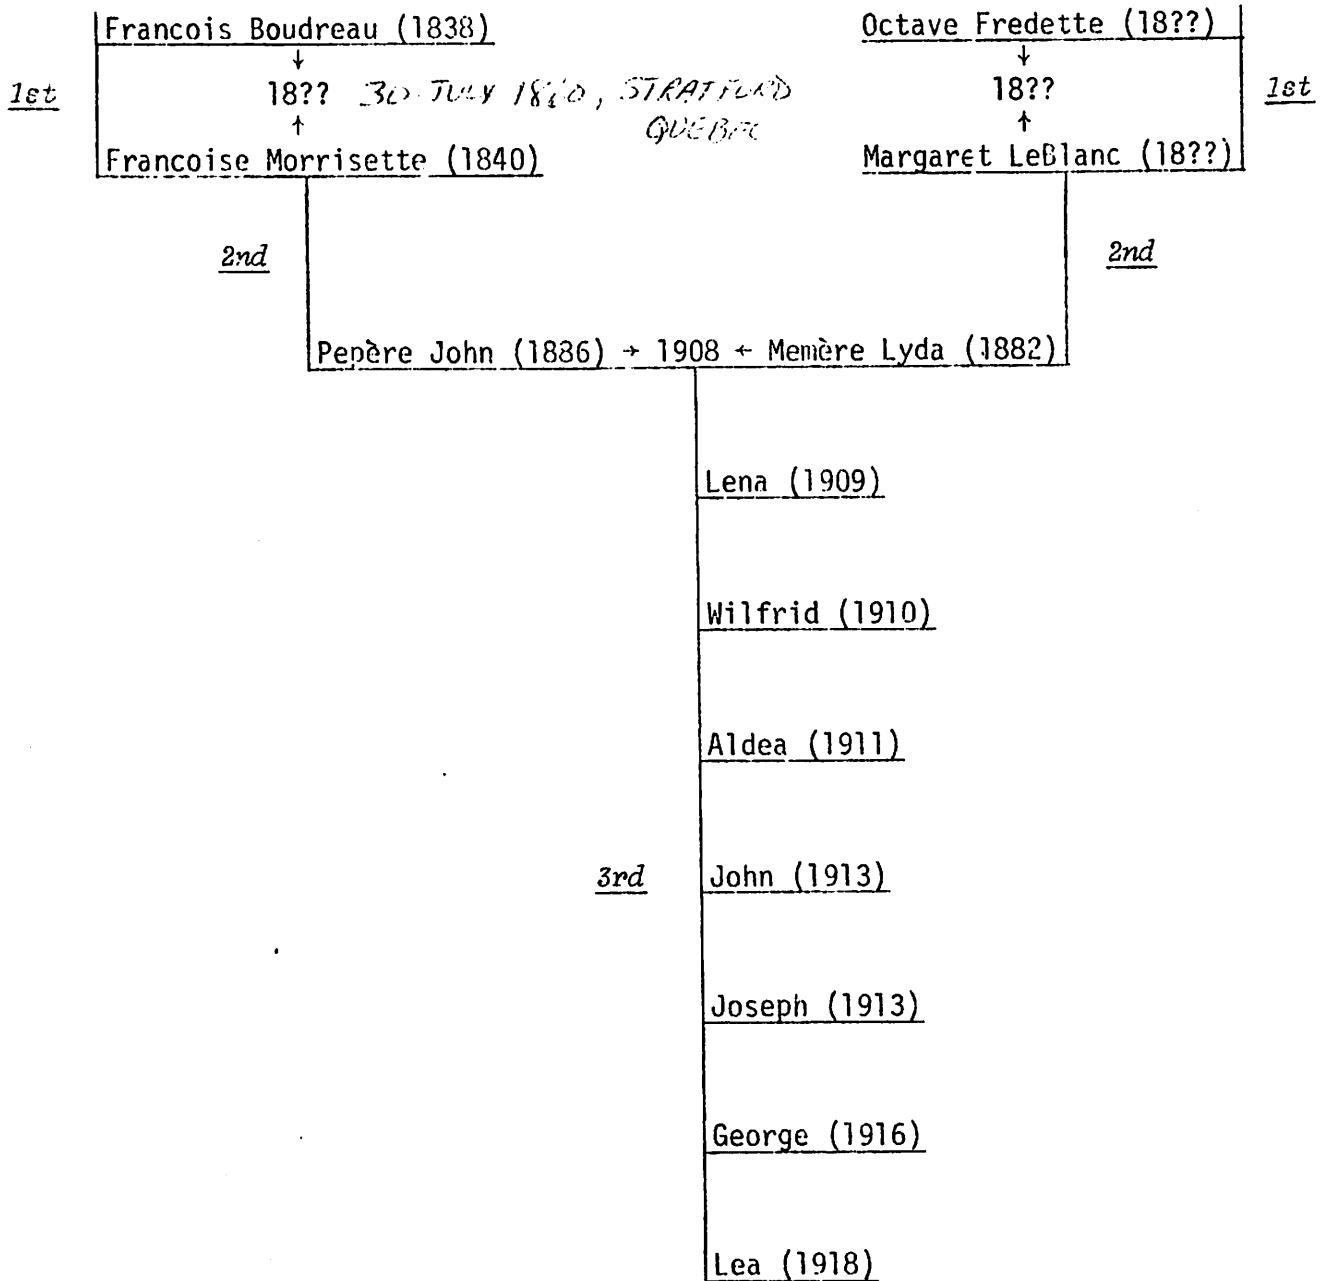 Francois Boudreau (1838)
Octave Fredette (18??)
↓
↓
1st
18?? 30 JULY 18, STRATFORD
18??
1st
QUEBEC
↑
↑
Francoise Morrisette (1840)
Margaret LeBlanc (18??)
2nd
2nd
Pepère John (1886) → 1908 ← Memère Lyda (1882)
Lena (1909)
Wilfrid (1910)
Aldea (1911)
3rd
John (1913)
Joseph (1913)
George (1916)
Lea (1918)